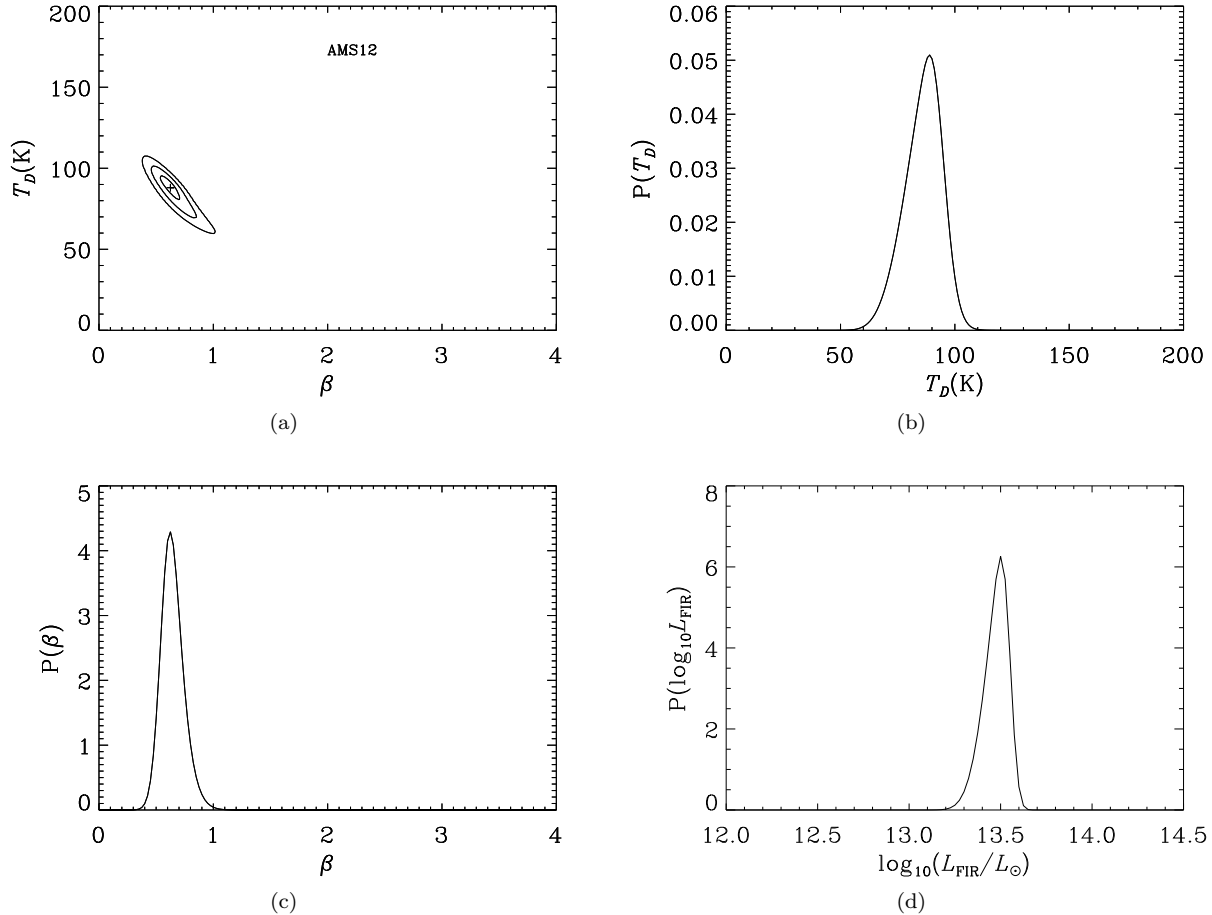 200
150
100
50
0
T_D(K)
AMS12
0 1 2 3 4
β
(a)
0.06
0.05
0.04
0.03
0.02
0.01
0.00
P(T_D)
0 50 100 150 200
T_D(K)
(b)
5
4
3
2
1
0
P(β)
0 1 2 3 4
β
(c)
8
6
4
2
0
P(log₁₀L_FIR)
12.0 12.5 13.0 13.5 14.0 14.5
log₁₀(L_FIR/L_⊙)
(d)